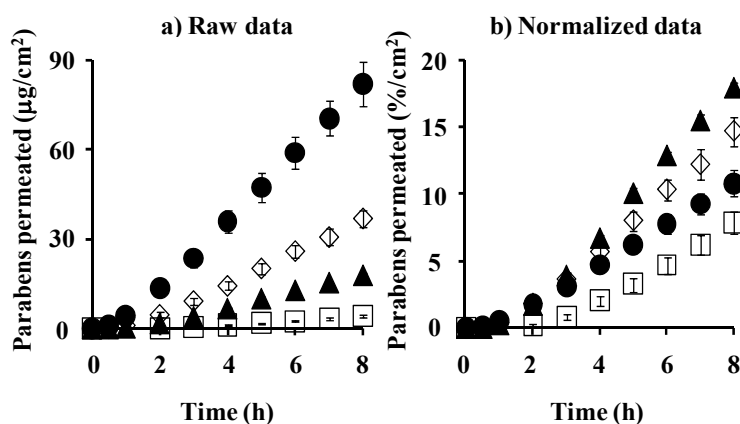 a) Raw data
Parabens permeated (μg/cm²)
90
60
30
0
0 2 4 6 8
Time (h)
b) Normalized data
Parabens permeated (%/cm²)
20
15
10
5
0
0 2 4 6 8
Time (h)